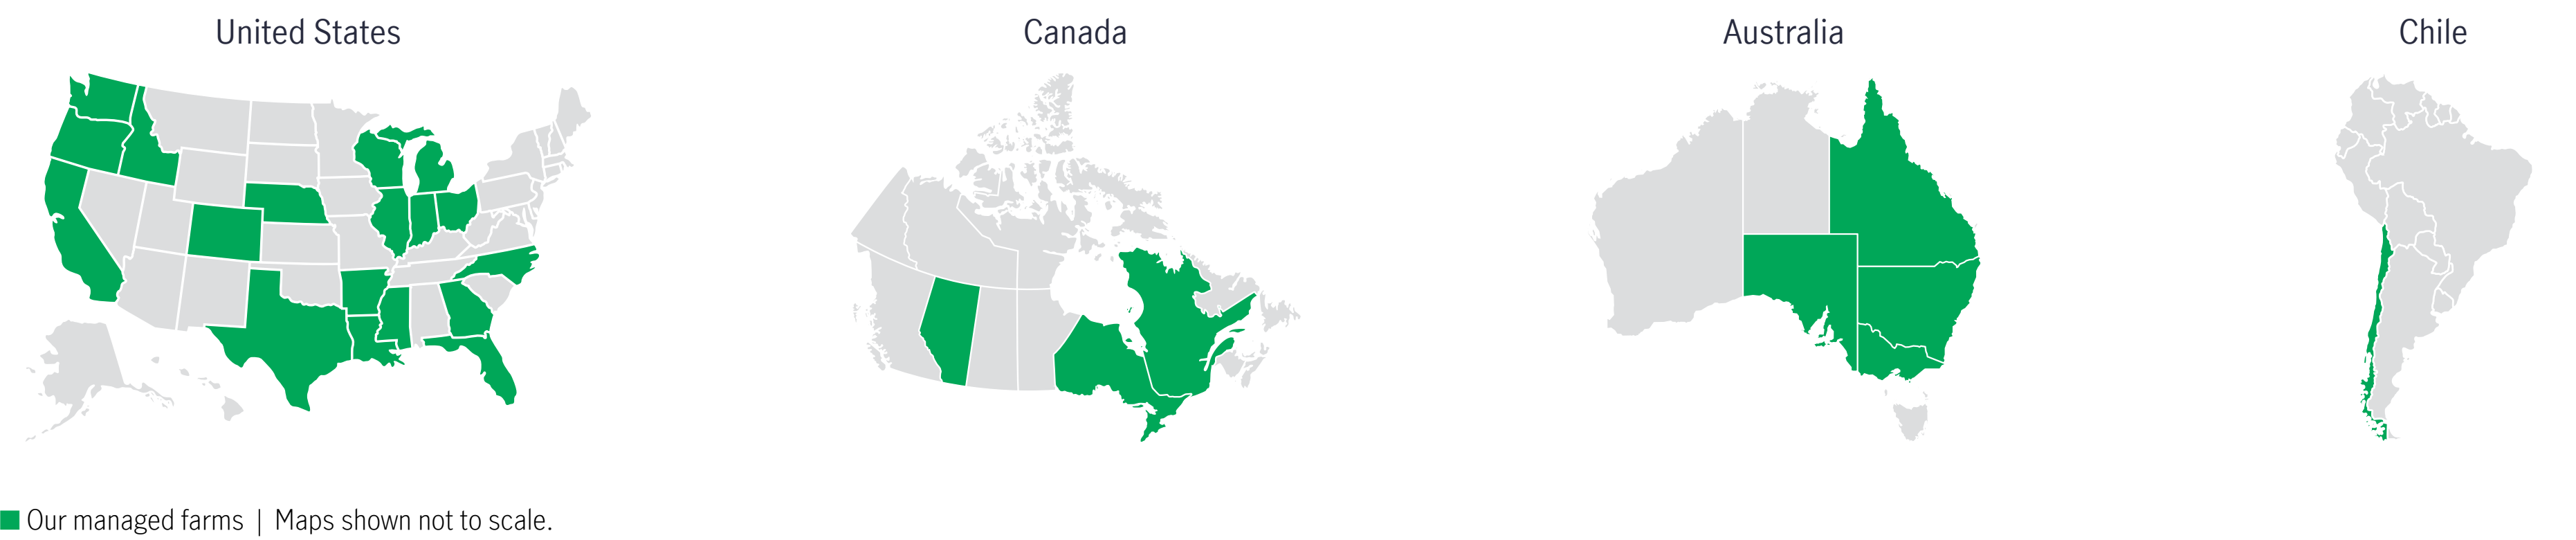 United States
Canada
Australia
Chile
Our managed farms | Maps shown not to scale.